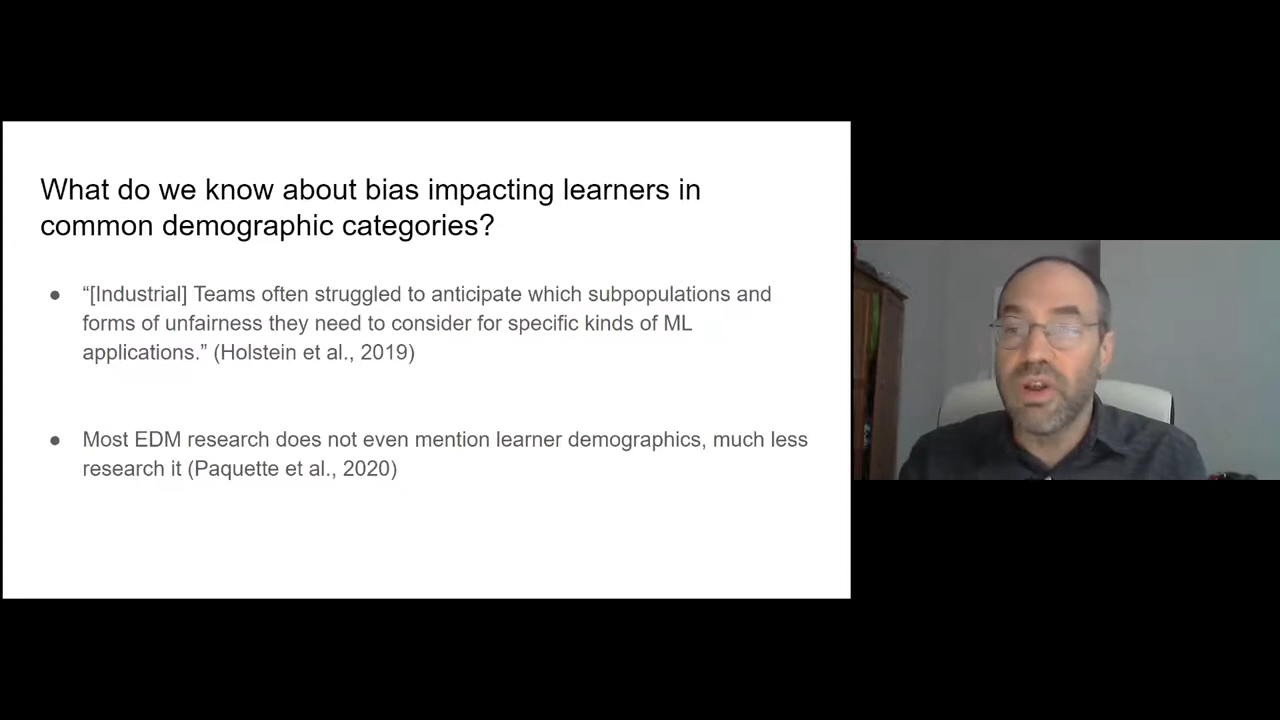 What do we know about bias impacting learners in
common demographic categories?
● “[Industrial] Teams often struggled to anticipate which subpopulations and
forms of unfairness they need to consider for specific kinds of ML
applications.” (Holstein et al., 2019)
● Most EDM research does not even mention learner demographics, much less
research it (Paquette et al., 2020)